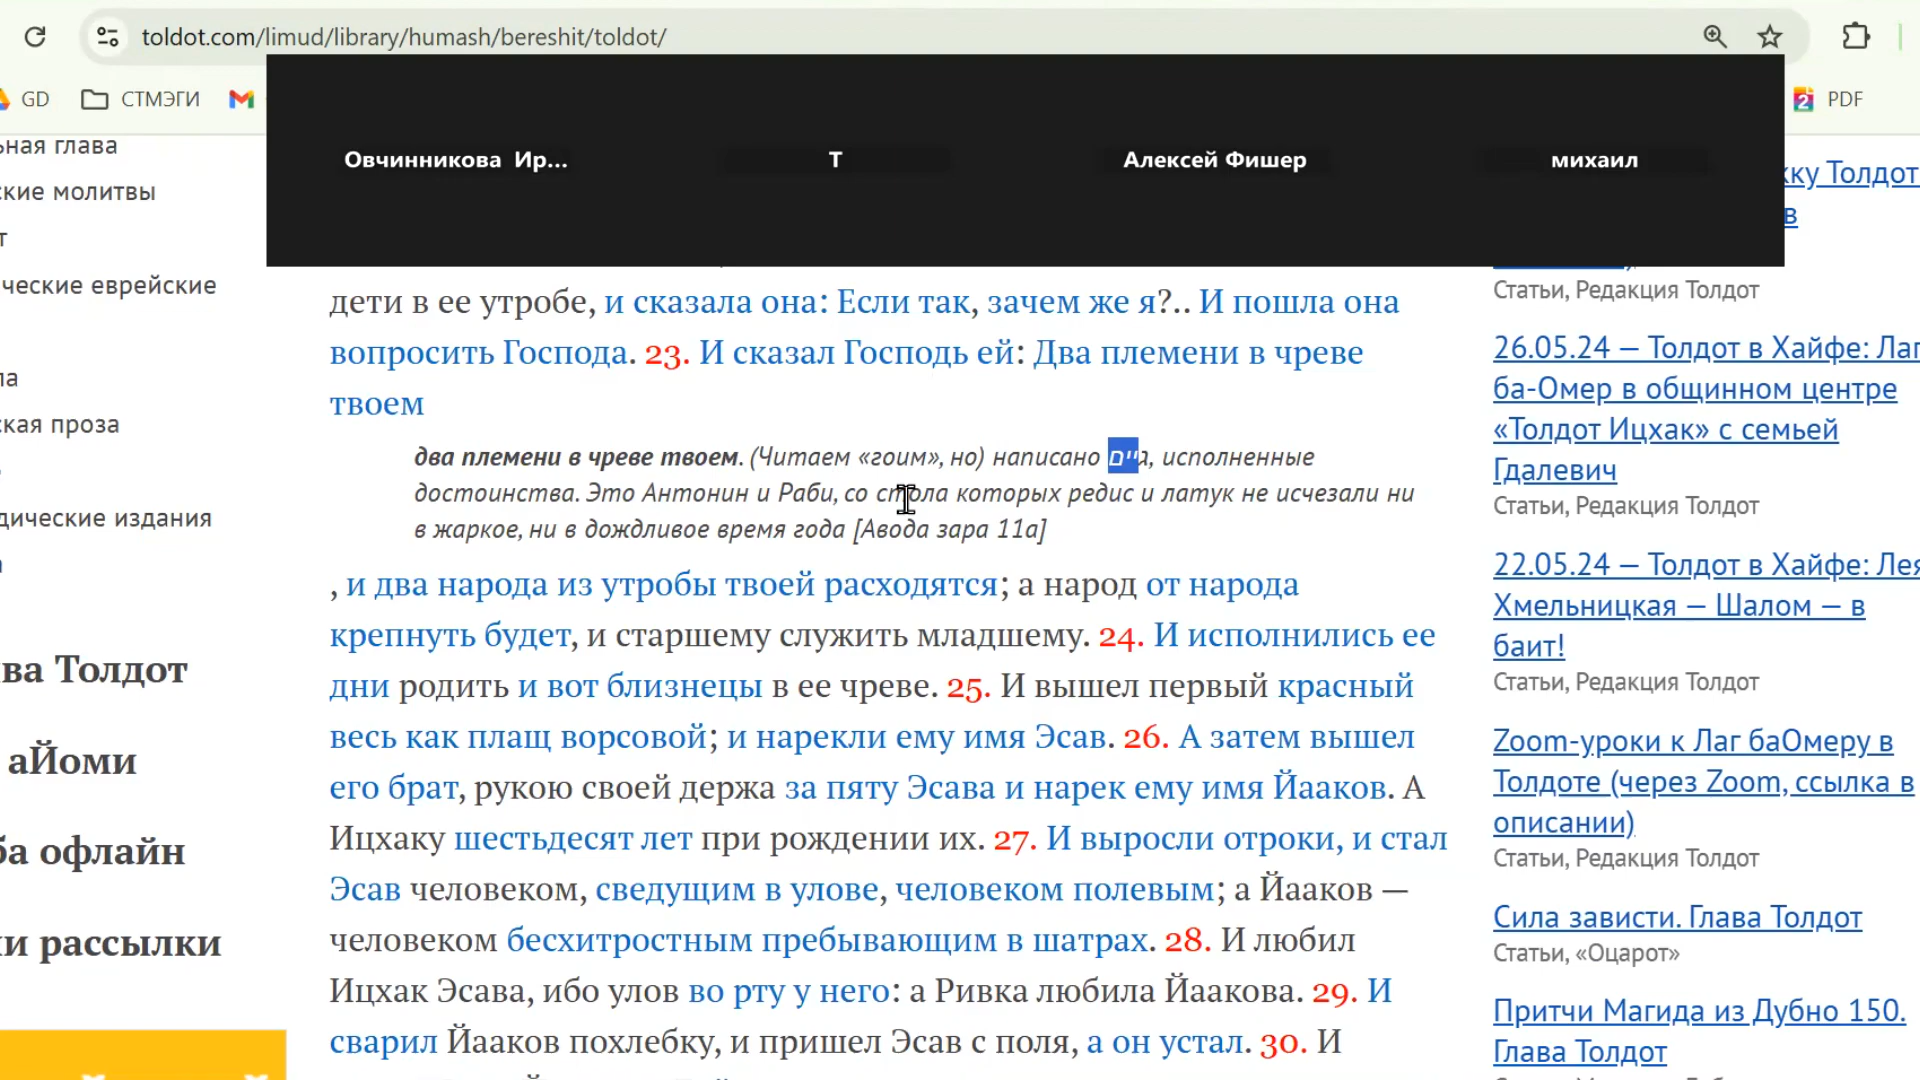 toldot.com/limud/library/humash/bereshit/toldot/
GD СТМЭГИ PDF
Овчинникова Ир... T Алексей Фишер михаил
ьная глава
ские молитвы
т
ческие еврейские
ла
ская проза
дические издания
а
ва Толдот
айоми
ба офлайн
и рассылки
дети в ее утробе, и сказала она: Если так, зачем же я?.. И пошла она
вопросить Господа. 23. И сказал Господь ей: Два племени в чреве
твоем
два племени в чреве твоем. (Читаем «гоим», но) написано יים, исполненные
достоинства. Это Антонин и Раби, со стола которых редис и латук не исчезали ни
в жаркое, ни в дождливое время года [Авода зара 11а]
, и два народа из утробы твоей расходятся; а народ от народа
крепнуть будет, и старшему служить младшему. 24. И исполнились ее
дни родить и вот близнецы в ее чреве. 25. И вышел первый красный
весь как плащ ворсовой; и нарекли ему имя Эсав. 26. А затем вышел
его брат, рукою своей держа за пяту Эсава и нарек ему имя Йааков. А
Ицхаку шестьдесят лет при рождении их. 27. И выросли отроки, и стал
Эсав человеком, сведущим в улове, человеком полевым; а Йааков —
человеком бесхитростным пребывающим в шатрах. 28. И любил
Ицхак Эсава, ибо улов во рту у него: а Ривка любила Йаакова. 29. И
сварил Йааков похлебку, и пришел Эсав с поля, а он устал. 30. И
кку Толдот
в
Статьи, Редакция Толдот
26.05.24 — Толдот в Хайфе: Лаг
ба-Омер в общинном центре
«Толдот Ицхак» с семьей
Гдалевич
Статьи, Редакция Толдот
22.05.24 — Толдот в Хайфе: Лея
Хмельницкая — Шалом — в
баит!
Статьи, Редакция Толдот
Zoom-уроки к Лаг баОмеру в
Толдоте (через Zoom, ссылка в
описании)
Статьи, Редакция Толдот
Сила зависти. Глава Толдот
Статьи, «Оцарот»
Притчи Магида из Дубно 150.
Глава Толдот